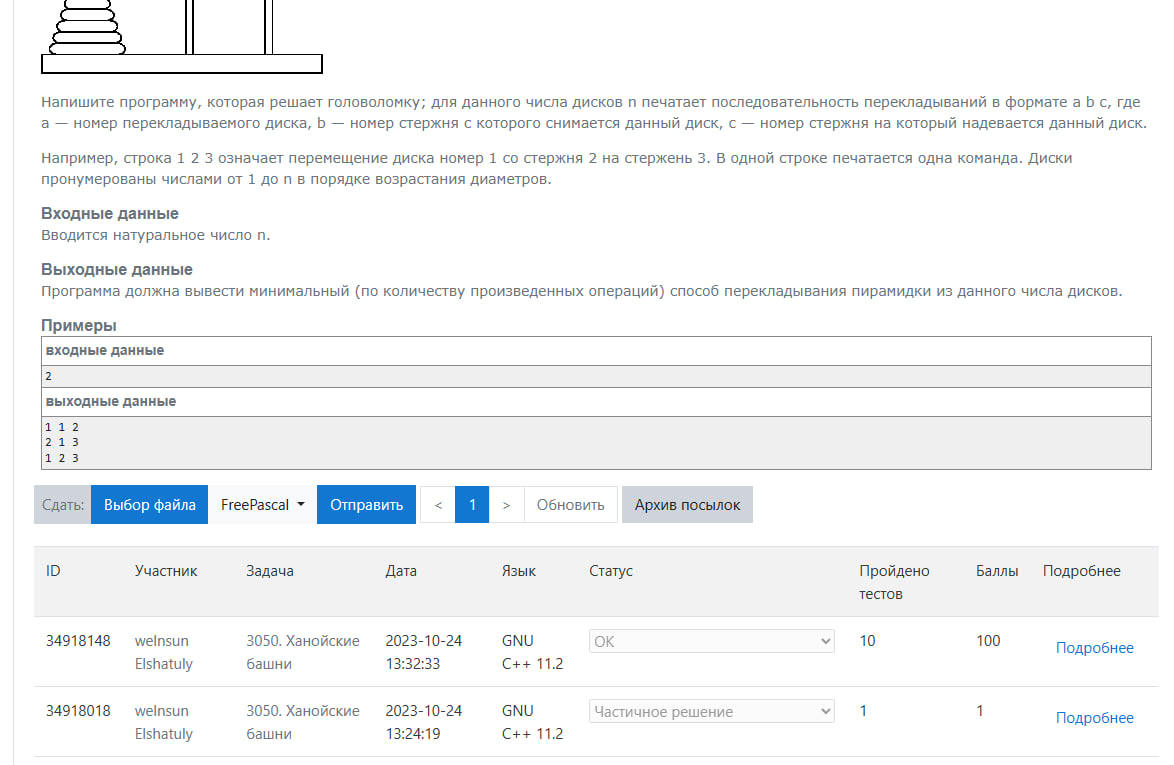 Напишите программу, которая решает головоломку; для данного числа дисков n печатает последовательность перекладываний в формате a b c, где
a — номер перекладываемого диска, b — номер стержня с которого снимается данный диск, c — номер стержня на который надевается данный диск.
Например, строка 1 2 3 означает перемещение диска номер 1 со стержня 2 на стержень 3. В одной строке печатается одна команда. Диски
пронумерованы числами от 1 до n в порядке возрастания диаметров.
Входные данные
Вводится натуральное число n.
Выходные данные
Программа должна вывести минимальный (по количеству произведенных операций) способ перекладывания пирамидки из данного числа дисков.
Примеры
входные данные
2
выходные данные
1 1 2
2 1 3
1 2 3
Сдать: Выбор файла FreePascal Отправить < 1 > Обновить Архив посылок
ID Участник Задача Дата Язык Статус Пройдено тестов Баллы Подробнее
34918148 welnsun 3050. Ханойские 2023-10-24 GNU OK 10 100 Подробнее
Elshatuly башни 13:32:33 C++ 11.2
34918018 welnsun 3050. Ханойские 2023-10-24 GNU Частичное решение 1 1 Подробнее
Elshatuly башни 13:24:19 C++ 11.2